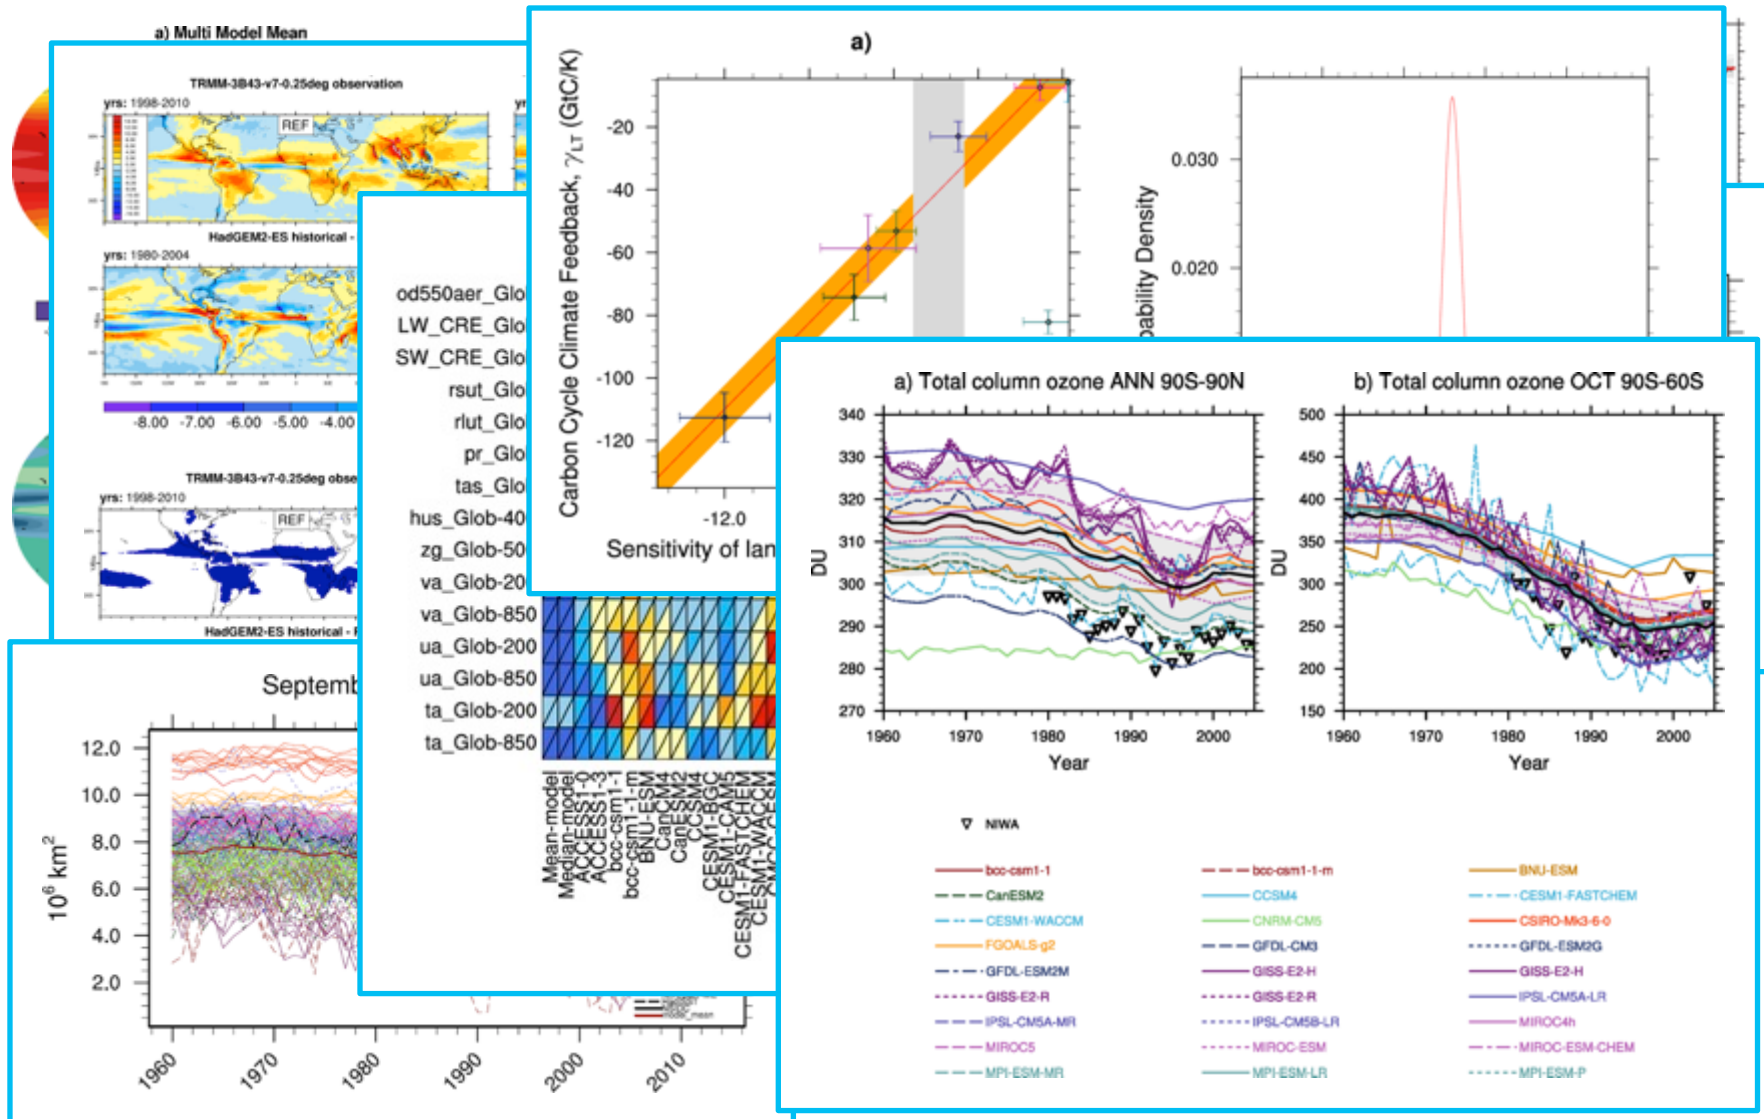 a) Multi Model Mean
TRMM-3B43-v7-0.25deg observation
yrs: 1998-2010
REF
HadGEM2-ES historical -
yrs: 1980-2004
-8.00 -7.00 -6.00 -5.00 -4.00
TRMM-3B43-v7-0.25deg obse
yrs: 1998-2010
REF
HadGEM2-ES historical -
Septemb
10⁶ km²
12.0
10.0
8.0
6.0
4.0
2.0
1960 1970 1980 1990 2000 2010
model_mean
od550aer_Glo
LW_CRE_Glo
SW_CRE_Glo
rsut_Glo
rlut_Glo
pr_Glo
tas_Glo
hus_Glob-40
zg_Glob-50
va_Glob-20
va_Glob-850
ua_Glob-200
ua_Glob-850
ta_Glob-200
ta_Glob-850
Mean-model
Median-model
ACCESS1-0
ACCESS1-3
bcc-csm1-1
bcc-csm1-1-m
BNU-ESM
CanCM4
CanESM2
CCSM4
CESM1-BGC
CESM1-CAM5
CESM1-FASTCHEM
CESM1-WACCM
CMCC-CESM
a)
Carbon Cycle Climate Feedback, γLT (GtC/K)
-20
-40
-60
-80
-100
-120
-12.0
Sensitivity of lan
bability Density
0.030
0.020
a) Total column ozone ANN 90S-90N
DU
340
330
320
310
300
290
280
270
1960 1970 1980 1990 2000
Year
b) Total column ozone OCT 90S-60S
DU
500
450
400
350
300
250
200
150
1960 1970 1980 1990 2000
Year
NIWA
bcc-csm1-1 bcc-csm1-1-m BNU-ESM
CanESM2 CCSM4 CESM1-FASTCHEM
CESM1-WACCM CNRM-CM5 CSIRO-Mk3-6-0
FGOALS-g2 GFDL-CM3 GFDL-ESM2G
GFDL-ESM2M GISS-E2-H GISS-E2-H
GISS-E2-R GISS-E2-R IPSL-CM5A-LR
IPSL-CM5A-MR IPSL-CM5B-LR MIROC4h
MIROC5 MIROC-ESM MIROC-ESM-CHEM
MPI-ESM-MR MPI-ESM-LR MPI-ESM-P